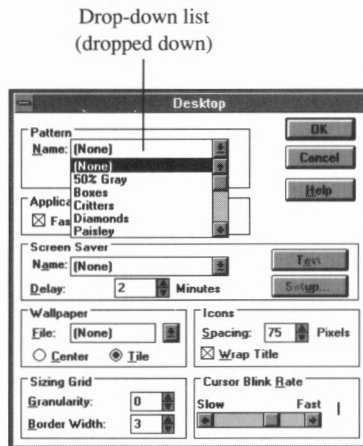 Drop-down list
(dropped down)
Desktop
Pattern
Name: (None)
(None)
50% Gray
Boxes
Critters
Diamonds
Paisley
OK
Cancel
Help
Applica
Fas
Screen Saver
Name: (None)
Test
Delay: 2 Minutes
Setup...
Wallpaper
File: (None)
Center Tile
Icons
Spacing: 75 Pixels
Wrap Title
Sizing Grid
Granularity: 0
Border Width: 3
Cursor Blink Rate
Slow Fast